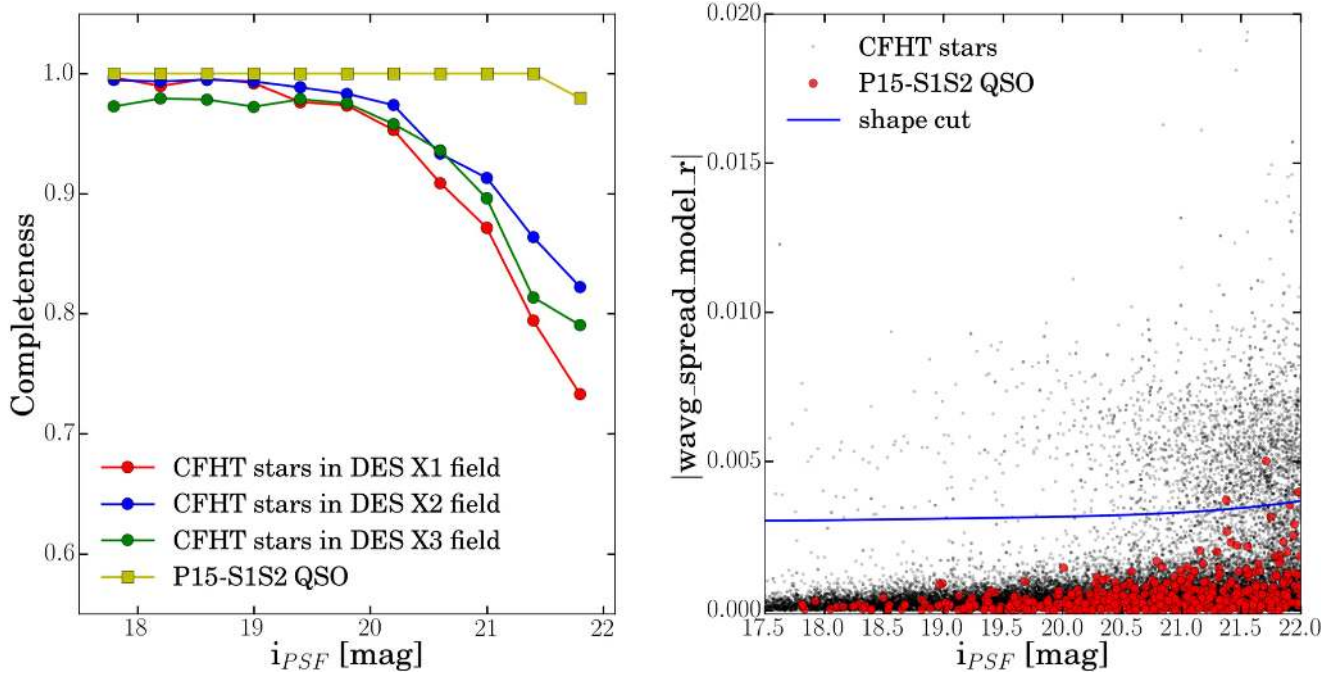 Completeness
1.0
0.9
0.8
0.7
0.6
CFHT stars in DES X1 field
CFHT stars in DES X2 field
CFHT stars in DES X3 field
P15-S1S2 QSO
18 19 20 21 22
i_PSF [mag]
|wavg_spread_model_r|
0.020
0.015
0.010
0.005
0.000
CFHT stars
P15-S1S2 QSO
shape cut
17.5 18.0 18.5 19.0 19.5 20.0 20.5 21.0 21.5 22.0
i_PSF [mag]